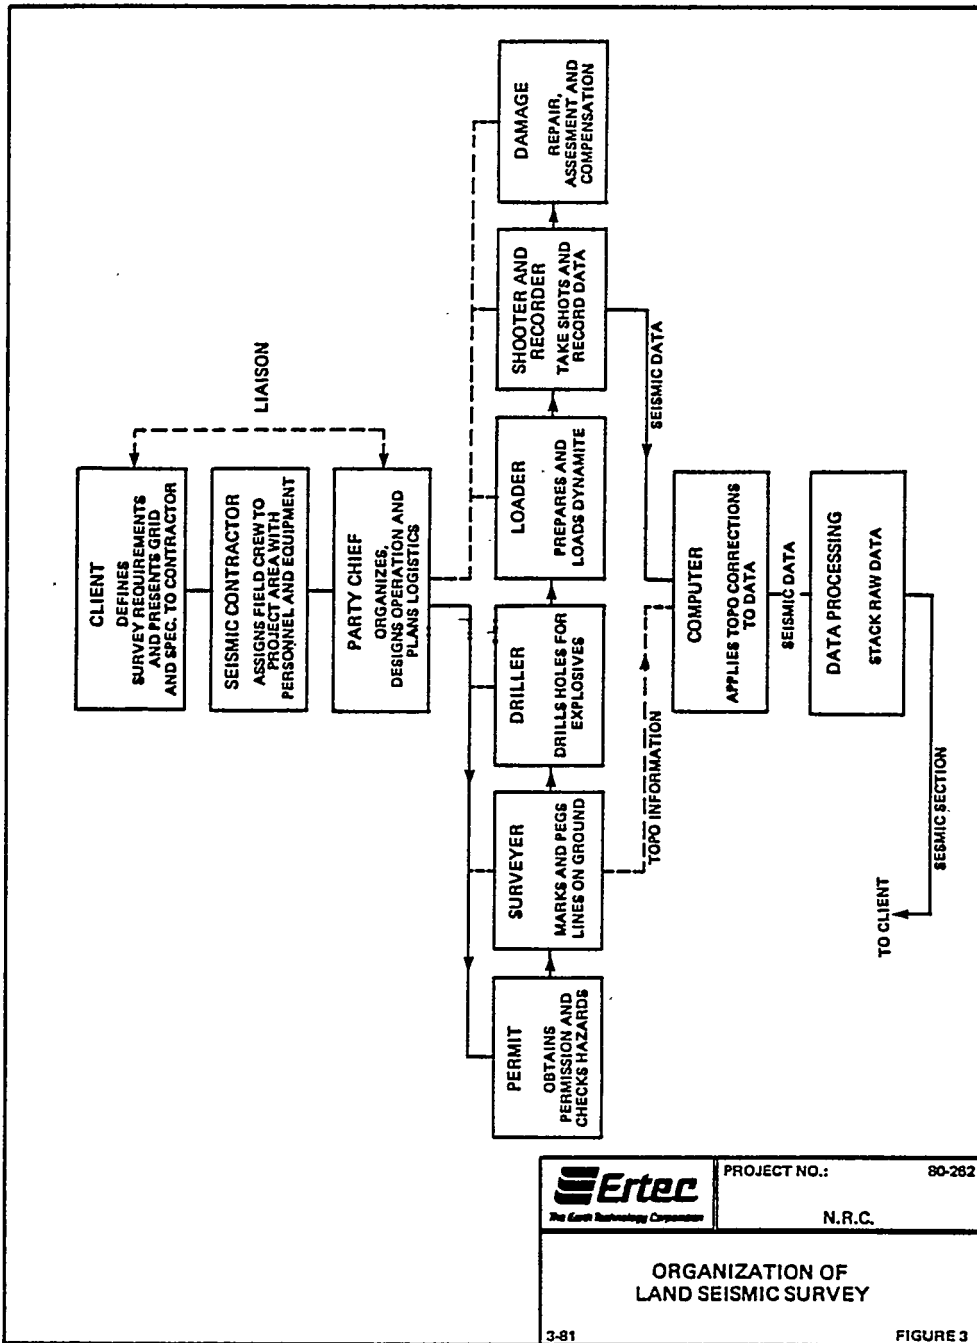 CLIENT
DEFINES
SURVEY REQUIREMENTS
AND PRESENTS GRID
AND SPEC. TO CONTRACTOR
LIAISON
SEISMIC CONTRACTOR
ASSIGNS FIELD CREW TO
PROJECT AREA WITH
PERSONNEL AND EQUIPMENT
PARTY CHIEF
ORGANIZES,
DESIGNS OPERATION AND
PLANS LOGISTICS
PERMIT
OBTAINS
PERMISSION AND
CHECKS HAZARDS
SURVEYER
MARKS AND PEGS
LINES ON GROUND
DRILLER
DRILLS HOLES FOR
EXPLOSIVES
LOADER
PREPARES AND
LOADS DYNAMITE
SHOOTER AND
RECORDER
TAKE SHOTS AND
RECORD DATA
DAMAGE
REPAIR,
ASSESMENT AND
COMPENSATION
TOPO INFORMATION
SEISMIC DATA
COMPUTER
APPLIES TOPO CORRECTIONS
TO DATA
SEISMIC DATA
DATA PROCESSING
STACK RAW DATA
SESMIC SECTION
TO CLIENT
Ertec
The Earth Technology Corporation
PROJECT NO.: 80-262
N.R.C.
ORGANIZATION OF
LAND SEISMIC SURVEY
3-81
FIGURE 3